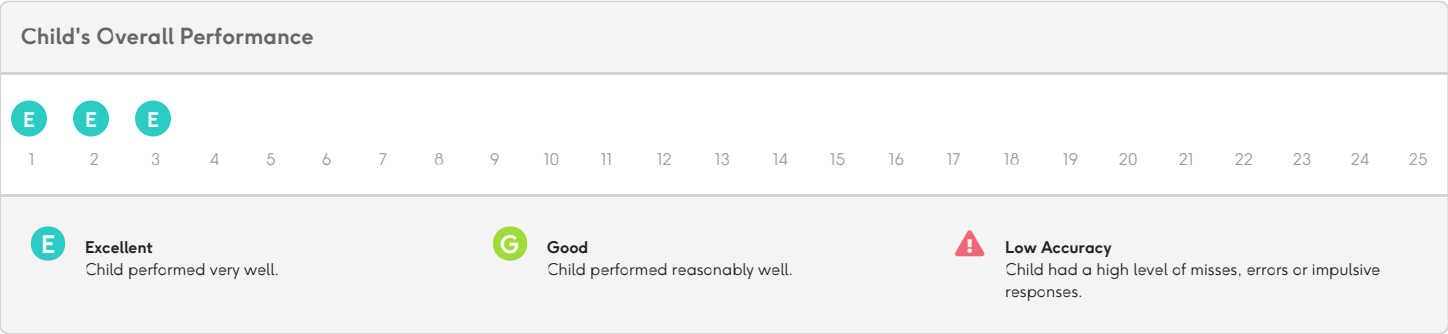 Child's Overall Performance
E E E
1 2 3 4 5 6 7 8 9 10 11 12 13 14 15 16 17 18 19 20 21 22 23 24 25
E Excellent
Child performed very well.
G Good
Child performed reasonably well.
! Low Accuracy
Child had a high level of misses, errors or impulsive
responses.